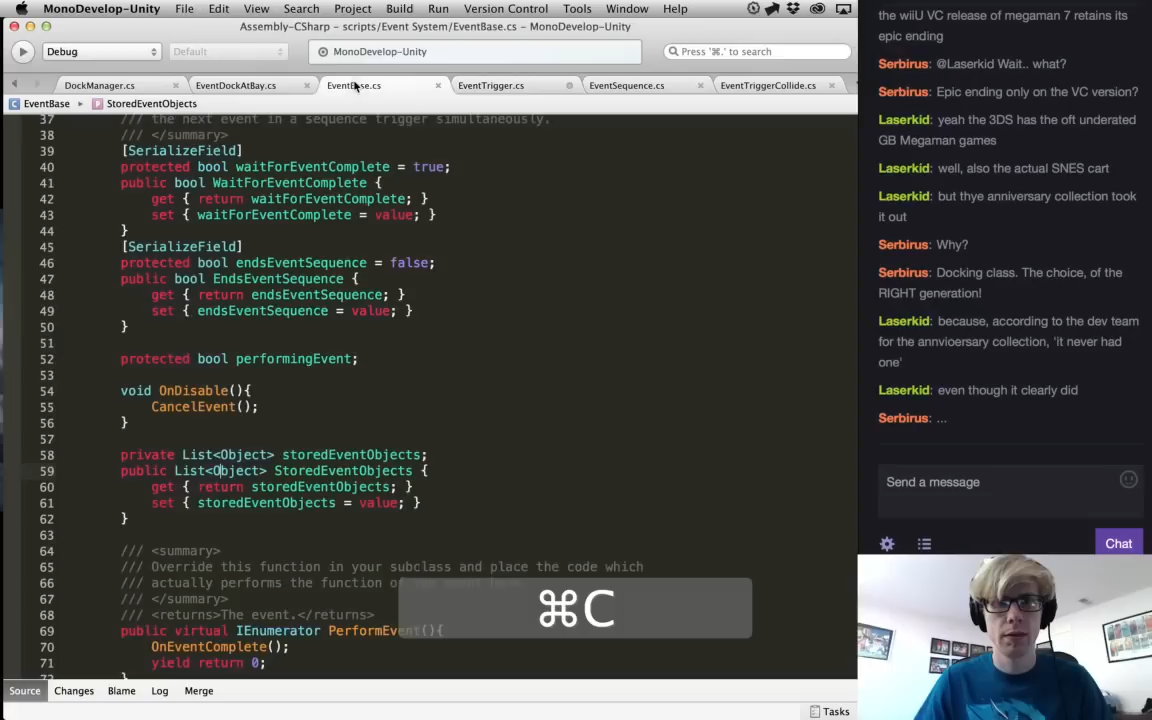 MonoDevelop-Unity File Edit View Search Project Build Run Version Control Tools Window Help
Assembly-CSharp - scripts/Event System/EventBase.cs - MonoDevelop-Unity
Debug Default MonoDevelop-Unity Press '⌘.' to search
DockManager.cs EventDockAtBay.cs EventBase.cs EventTrigger.cs EventSequence.cs EventTriggerCollide.cs
EventBase StoredEventObjects
37 /// the next event in a sequence trigger simultaneously.
38 /// </summary>
39 [SerializeField]
40 protected bool waitForEventComplete = true;
41 public bool WaitForEventComplete {
42 get { return waitForEventComplete; }
43 set { waitForEventComplete = value; }
44 }
45 [SerializeField]
46 protected bool endsEventSequence = false;
47 public bool EndsEventSequence {
48 get { return endsEventSequence; }
49 set { endsEventSequence = value; }
50 }
51
52 protected bool performingEvent;
53
54 void OnDisable(){
55 CancelEvent();
56 }
57
58 private List<Object> storedEventObjects;
59 public List<Object> StoredEventObjects {
60 get { return storedEventObjects; }
61 set { storedEventObjects = value; }
62 }
63
64 /// <summary>
65 /// Override this function in your subclass and place the code which
66 /// actually performs the function of
67 /// </summary>
68 /// <returns>The event.</returns>
69 public virtual IEnumerator PerformEvent(){
70 OnEventComplete();
71 yield return 0;
⌘C
Source Changes Blame Log Merge
Tasks
the wiiU VC release of megaman 7 retains its
epic ending
Serbirus: @Laserkid Wait.. what?
Serbirus: Epic ending only on the VC version?
Laserkid: yeah the 3DS has the oft underated
GB Megaman games
Laserkid: well, also the actual SNES cart
Laserkid: but thye anniversary collection took
it out
Serbirus: Why?
Serbirus: Docking class. The choice, of the
RIGHT generation!
Laserkid: because, according to the dev team
for the annvioersary collection, 'it never had
one'
Laserkid: even though it clearly did
Serbirus: ...
Send a message
Chat